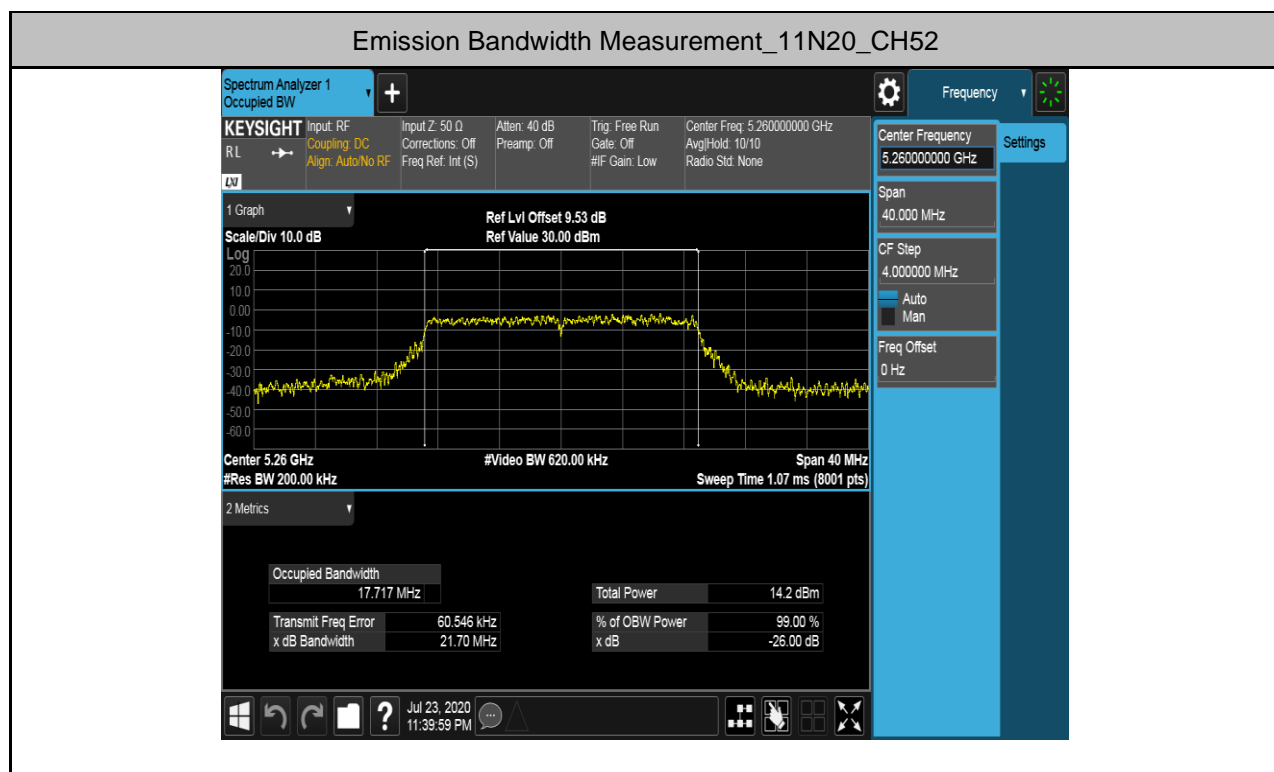 Emission Bandwidth Measurement_11N20_CH52
Spectrum Analyzer 1
Occupied BW
+
Frequency
KEYSIGHT
RL
LXI
Input: RF
Coupling: DC
Align: Auto/No RF
Input Z: 50 Ω
Corrections: Off
Freq Ref: Int (S)
Atten: 40 dB
Preamp: Off
Trig: Free Run
Gate: Off
#IF Gain: Low
Center Freq: 5.260000000 GHz
Avg|Hold: 10/10
Radio Std: None
Center Frequency
5.260000000 GHz
Settings
Span
40.000 MHz
CF Step
4.000000 MHz
Auto
Man
Freq Offset
0 Hz
1 Graph
Scale/Div 10.0 dB
Ref Lvl Offset 9.53 dB
Ref Value 30.00 dBm
Log
20.0
10.0
0.00
-10.0
-20.0
-30.0
-40.0
-50.0
-60.0
Center 5.26 GHz
#Video BW 620.00 kHz
Span 40 MHz
#Res BW 200.00 kHz
Sweep Time 1.07 ms (8001 pts)
2 Metrics
Occupied Bandwidth
17.717 MHz
Total Power 14.2 dBm
Transmit Freq Error 60.546 kHz
% of OBW Power 99.00 %
x dB Bandwidth 21.70 MHz
x dB -26.00 dB
?
Jul 23, 2020
11:39:59 PM